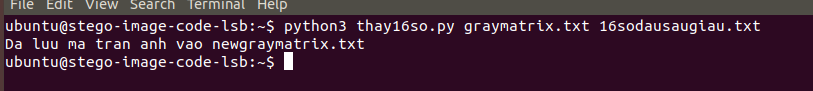 File Edit View Search Terminal Help
ubuntu@stego-image-code-lsb:~$ python3 thay16so.py graymatrix.txt 16sodausaugiau.txt
Da luu ma tran anh vao newgraymatrix.txt
ubuntu@stego-image-code-lsb:~$